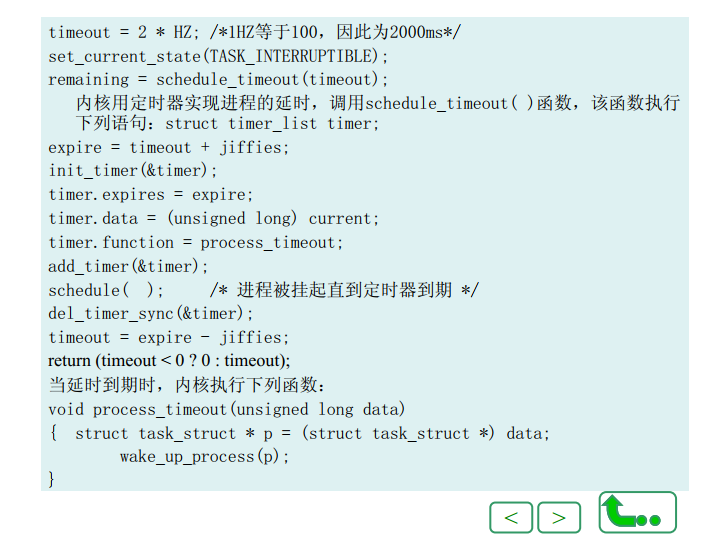 timeout = 2 * HZ; /*1HZ等于100，因此为2000ms*/
set_current_state(TASK_INTERRUPTIBLE);
remaining = schedule_timeout(timeout);
内核用定时器实现进程的延时，调用schedule_timeout( )函数，该函数执行
下列语句：struct timer_list timer;
expire = timeout + jiffies;
init_timer(&timer);
timer.expires = expire;
timer.data = (unsigned long) current;
timer.function = process_timeout;
add_timer(&timer);
schedule( ); /* 进程被挂起直到定时器到期 */
del_timer_sync(&timer);
timeout = expire - jiffies;
return (timeout < 0 ? 0 : timeout);
当延时到期时，内核执行下列函数：
void process_timeout(unsigned long data)
{ struct task_struct * p = (struct task_struct *) data;
wake_up_process(p);
}
< >